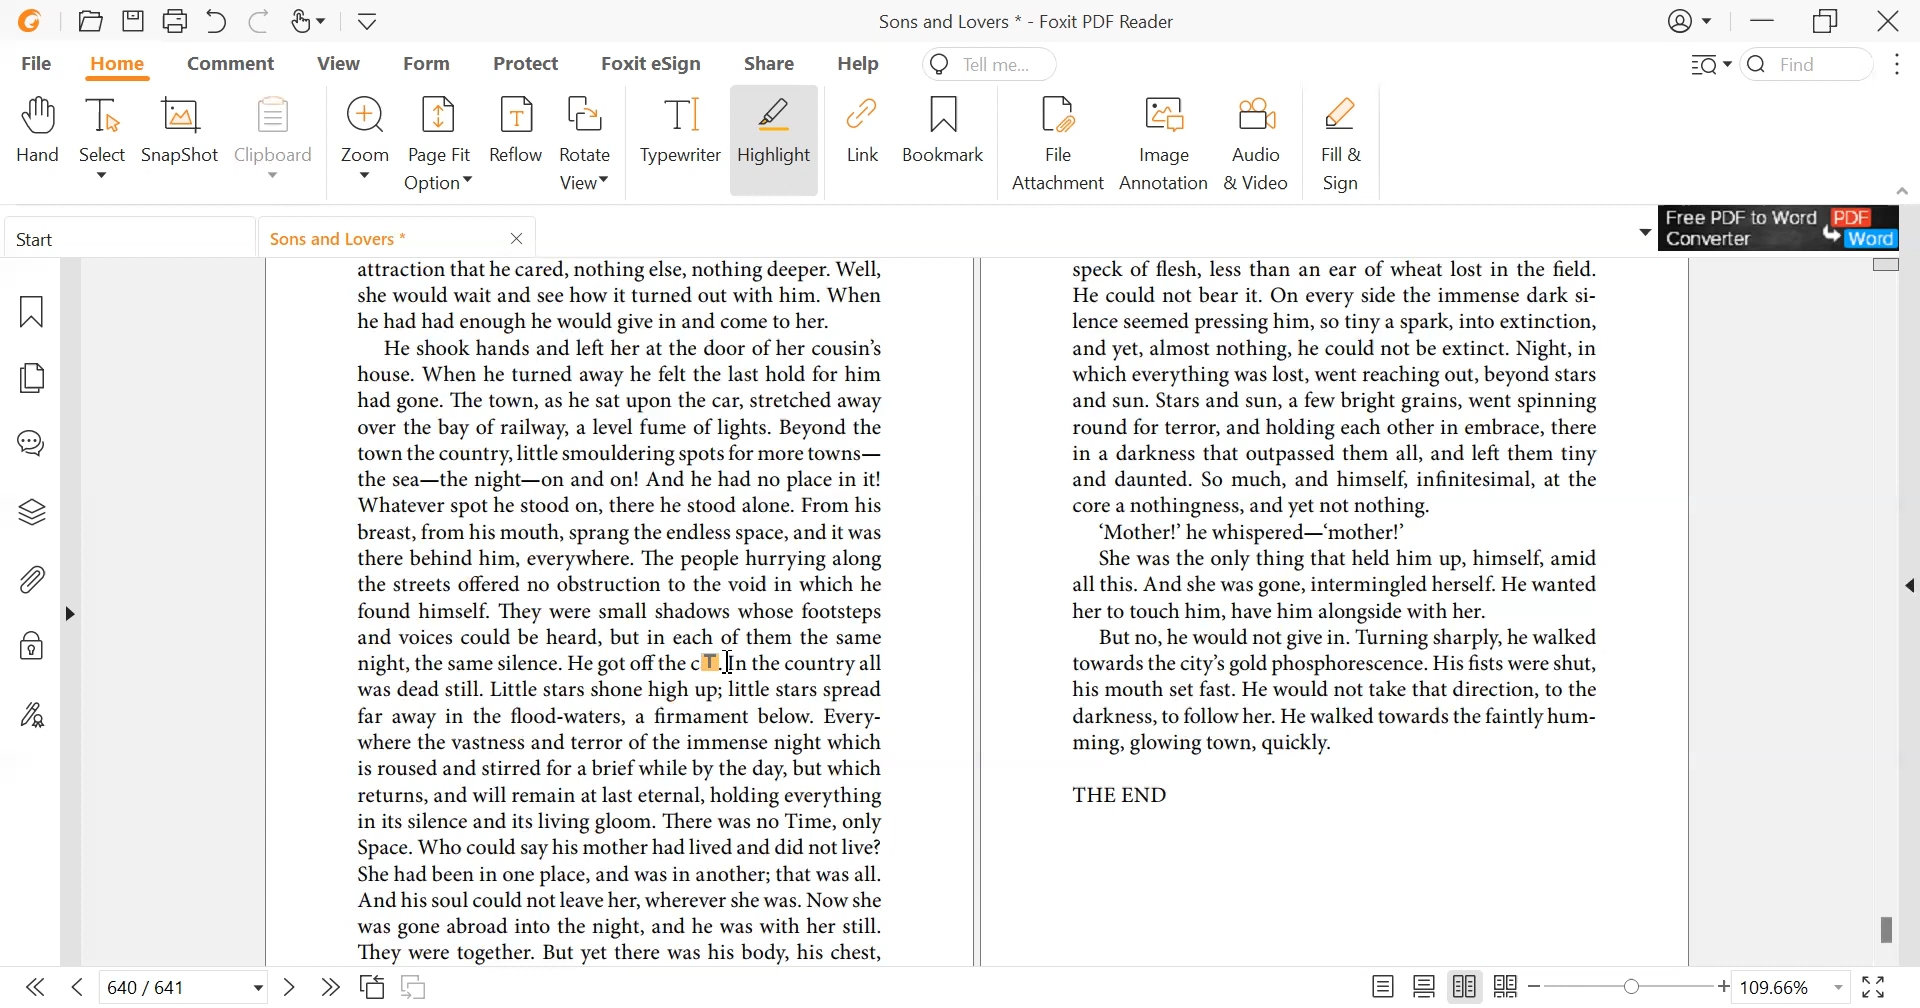 Sons and Lovers * - Foxit PDF Reader
File Home Comment View Form Protect Foxit eSign Share Help Tell me... Find
Hand Select SnapShot Clipboard Zoom Page Fit Option Reflow Rotate View Typewriter Highlight Link Bookmark File Attachment Image Annotation Audio & Video Fill & Sign
Start Sons and Lovers *
Free PDF to Word Converter PDF Word
attraction that he cared, nothing else, nothing deeper. Well,
she would wait and see how it turned out with him. When
he had had enough he would give in and come to her.
He shook hands and left her at the door of her cousin's
house. When he turned away he felt the last hold for him
had gone. The town, as he sat upon the car, stretched away
over the bay of railway, a level fume of lights. Beyond the
town the country, little smouldering spots for more towns—
the sea—the night—on and on! And he had no place in it!
Whatever spot he stood on, there he stood alone. From his
breast, from his mouth, sprang the endless space, and it was
there behind him, everywhere. The people hurrying along
the streets offered no obstruction to the void in which he
found himself. They were small shadows whose footsteps
and voices could be heard, but in each of them the same
night, the same silence. He got off the c T. In the country all
was dead still. Little stars shone high up; little stars spread
far away in the flood-waters, a firmament below. Every-
where the vastness and terror of the immense night which
is roused and stirred for a brief while by the day, but which
returns, and will remain at last eternal, holding everything
in its silence and its living gloom. There was no Time, only
Space. Who could say his mother had lived and did not live?
She had been in one place, and was in another; that was all.
And his soul could not leave her, wherever she was. Now she
was gone abroad into the night, and he was with her still.
They were together. But yet there was his body, his chest,
speck of flesh, less than an ear of wheat lost in the field.
He could not bear it. On every side the immense dark si-
lence seemed pressing him, so tiny a spark, into extinction,
and yet, almost nothing, he could not be extinct. Night, in
which everything was lost, went reaching out, beyond stars
and sun. Stars and sun, a few bright grains, went spinning
round for terror, and holding each other in embrace, there
in a darkness that outpassed them all, and left them tiny
and daunted. So much, and himself, infinitesimal, at the
core a nothingness, and yet not nothing.
‘Mother!’ he whispered—‘mother!’
She was the only thing that held him up, himself, amid
all this. And she was gone, intermingled herself. He wanted
her to touch him, have him alongside with her.
But no, he would not give in. Turning sharply, he walked
towards the city's gold phosphorescence. His fists were shut,
his mouth set fast. He would not take that direction, to the
darkness, to follow her. He walked towards the faintly hum-
ming, glowing town, quickly.
THE END
640 / 641
109.66%